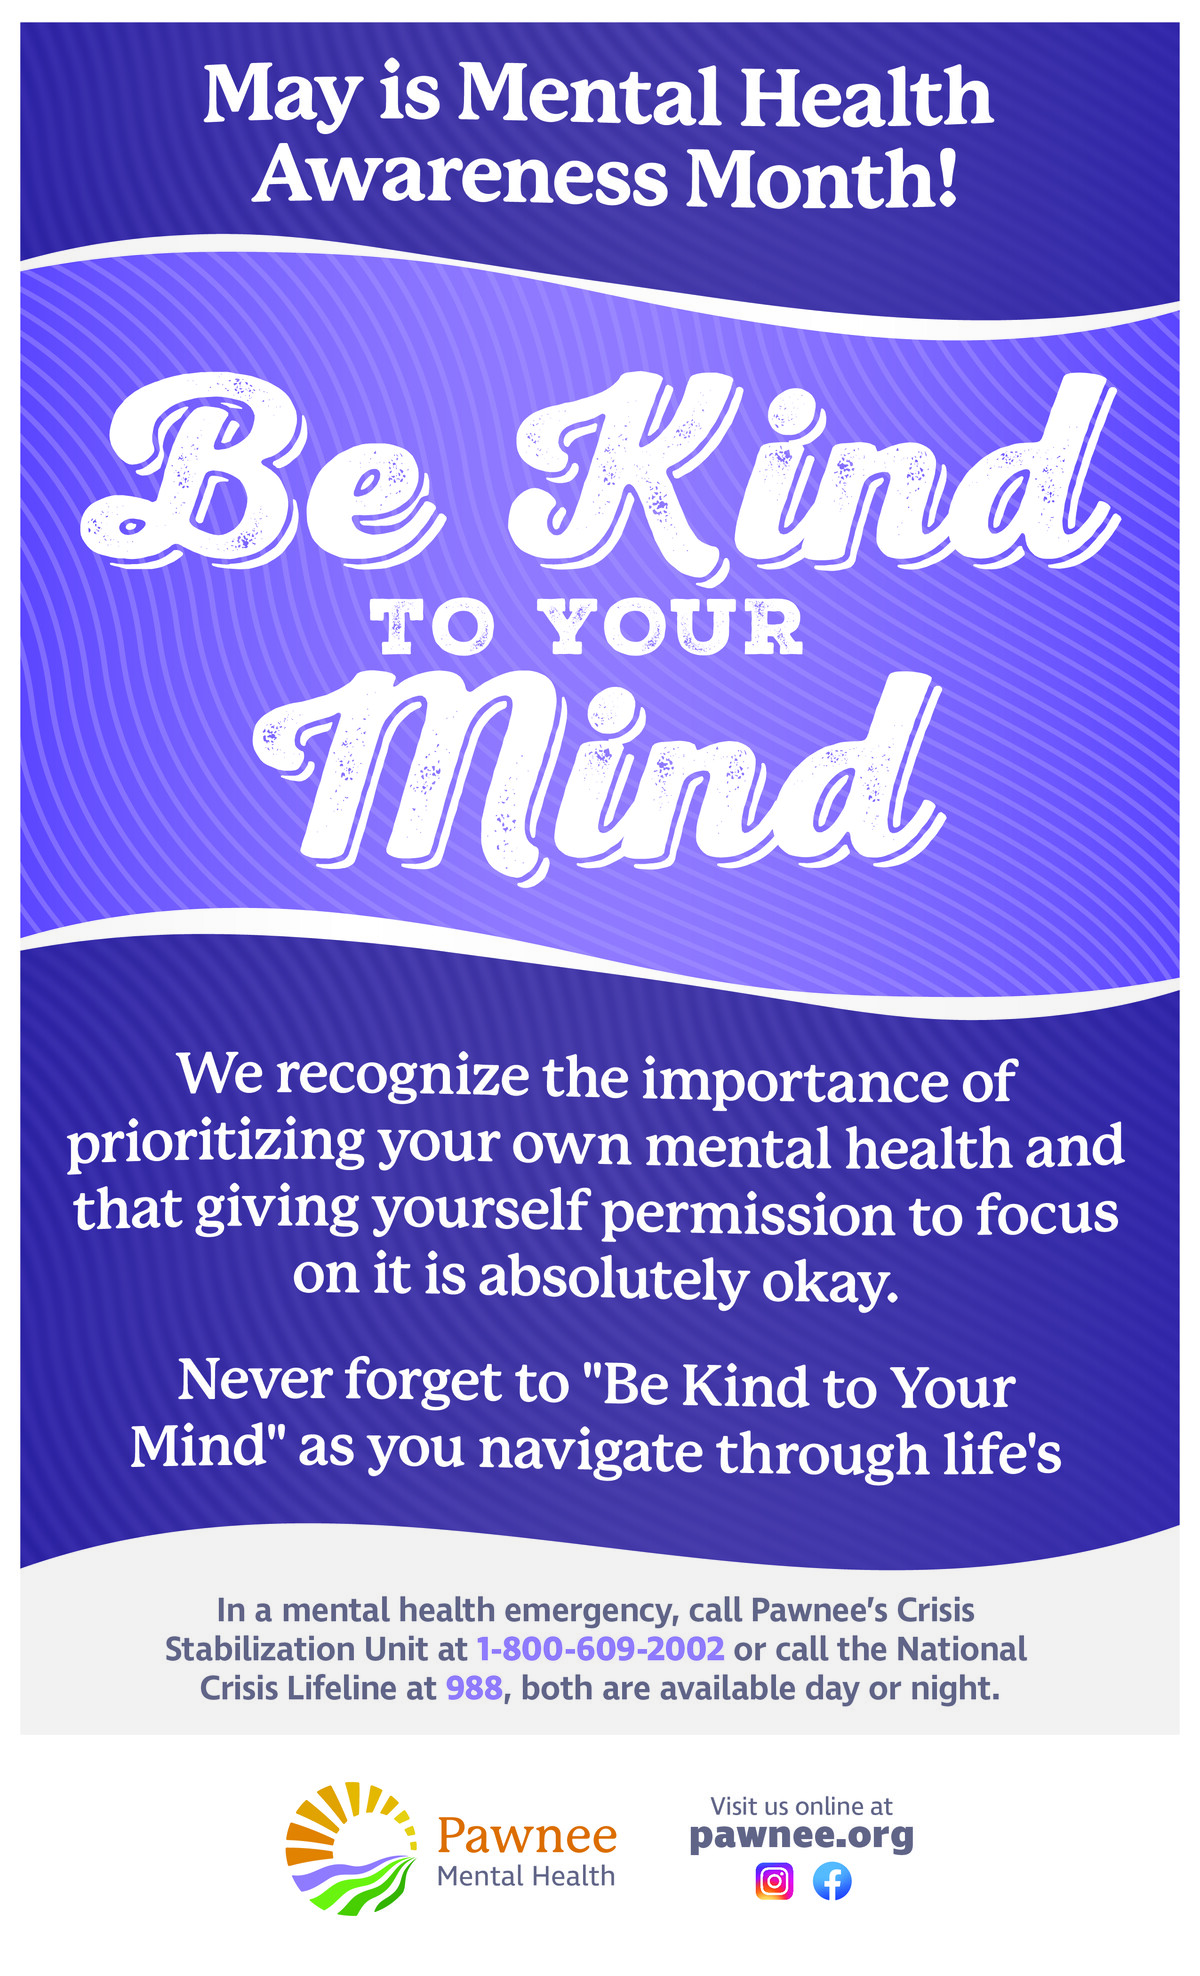 May is Mental Health
Awareness Month!
Be Kind
TO YOUR
Mind
We recognize the importance of
prioritizing your own mental health and
that giving yourself permission to focus
on it is absolutely okay.
Never forget to "Be Kind to Your
Mind" as you navigate through life's
In a mental health emergency, call Pawnee’s Crisis
Stabilization Unit at 1-800-609-2002 or call the National
Crisis Lifeline at 988, both are available day or night.
Pawnee
Mental Health
Visit us online at
pawnee.org